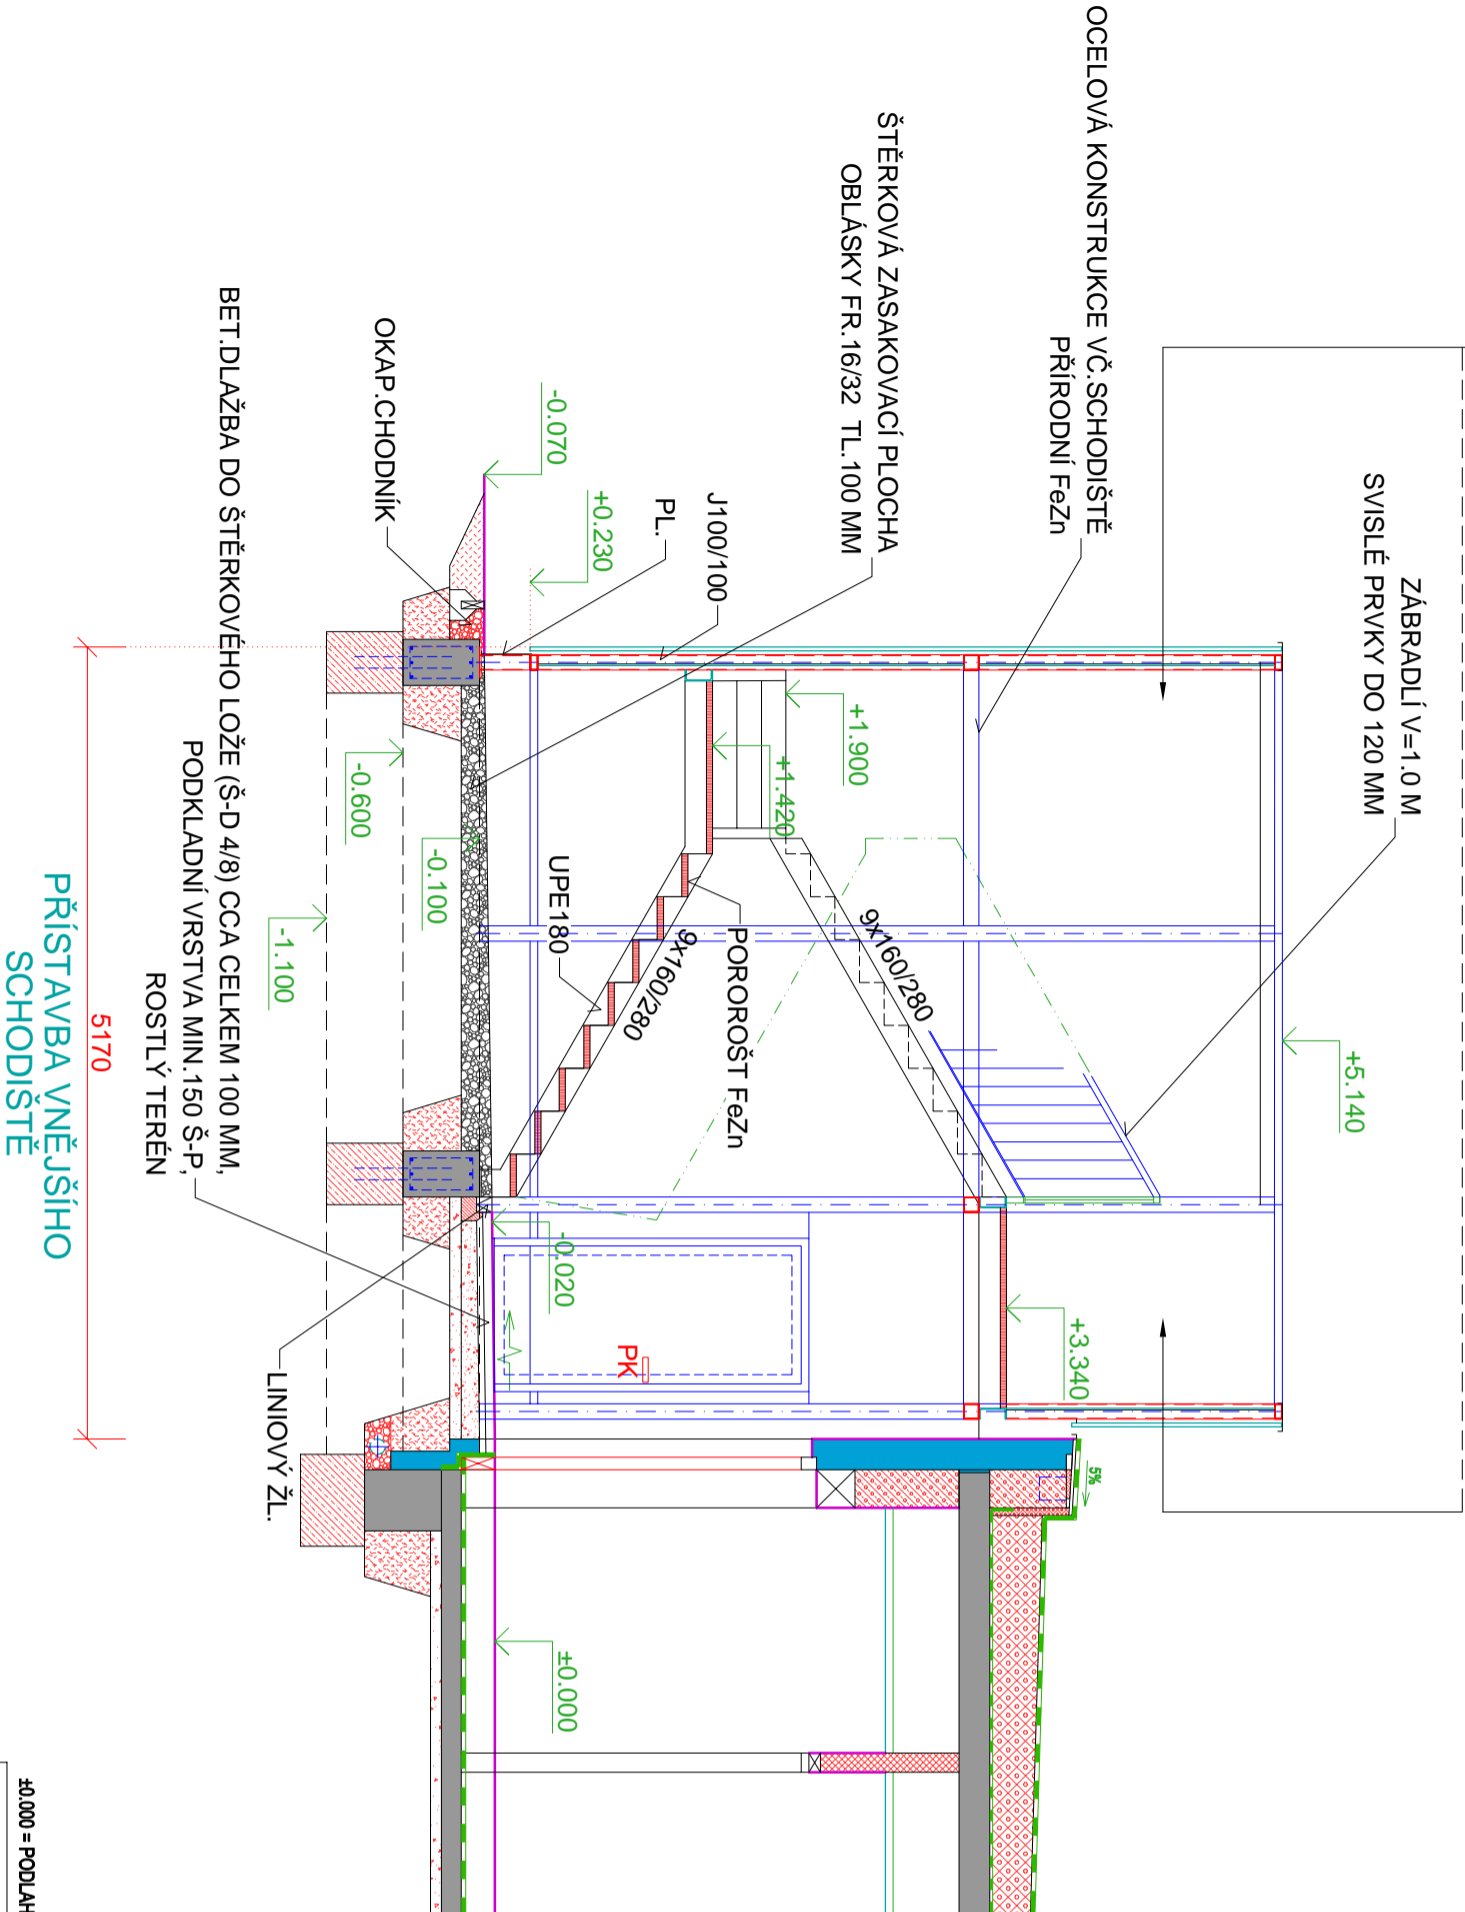 ZÁBRADLÍ V=1.0 M
SVISLÉ PRVKY DO 120 MM
OCELOVÁ KONSTRUKCE VČ.SCHODIŠTĚ
PŘÍRODNÍ FeZn
+5.140
ŠTĚRKOVÁ ZASAKOVACÍ PLOCHA
OBLÁSKY FR.16/32 TL.100 MM
+3.340
5%
9x160/280
+1.900
+1.420
J100/100
PL.
POROROŠT FeZn
9x160/280
PK
+0.230
-0.070
UPE180
-0.020
±0.000
OKAP.CHODNÍK
-0.100
-0.600
-1.100
LINIOVÝ ŽL.
BET.DLAŽBA DO ŠTĚRKOVÉHO LOŽE (Š-D 4/8) CCA CELKEM 100 MM,
PODKLADNÍ VRSTVA MIN.150 Š-P,
ROSTLÝ TERÉN
5170
PŘÍSTAVBA VNĚJŠÍHO
SCHODIŠTĚ
±0.000 = PODLAH